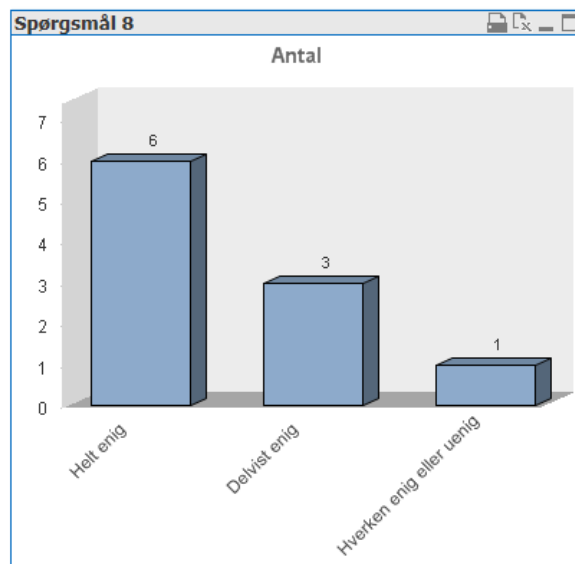 Spørgsmål 8
Antal
7
6
5
4
3
2
1
0
6
3
1
Helt enig
Delvist enig
Hverken enig eller uenig